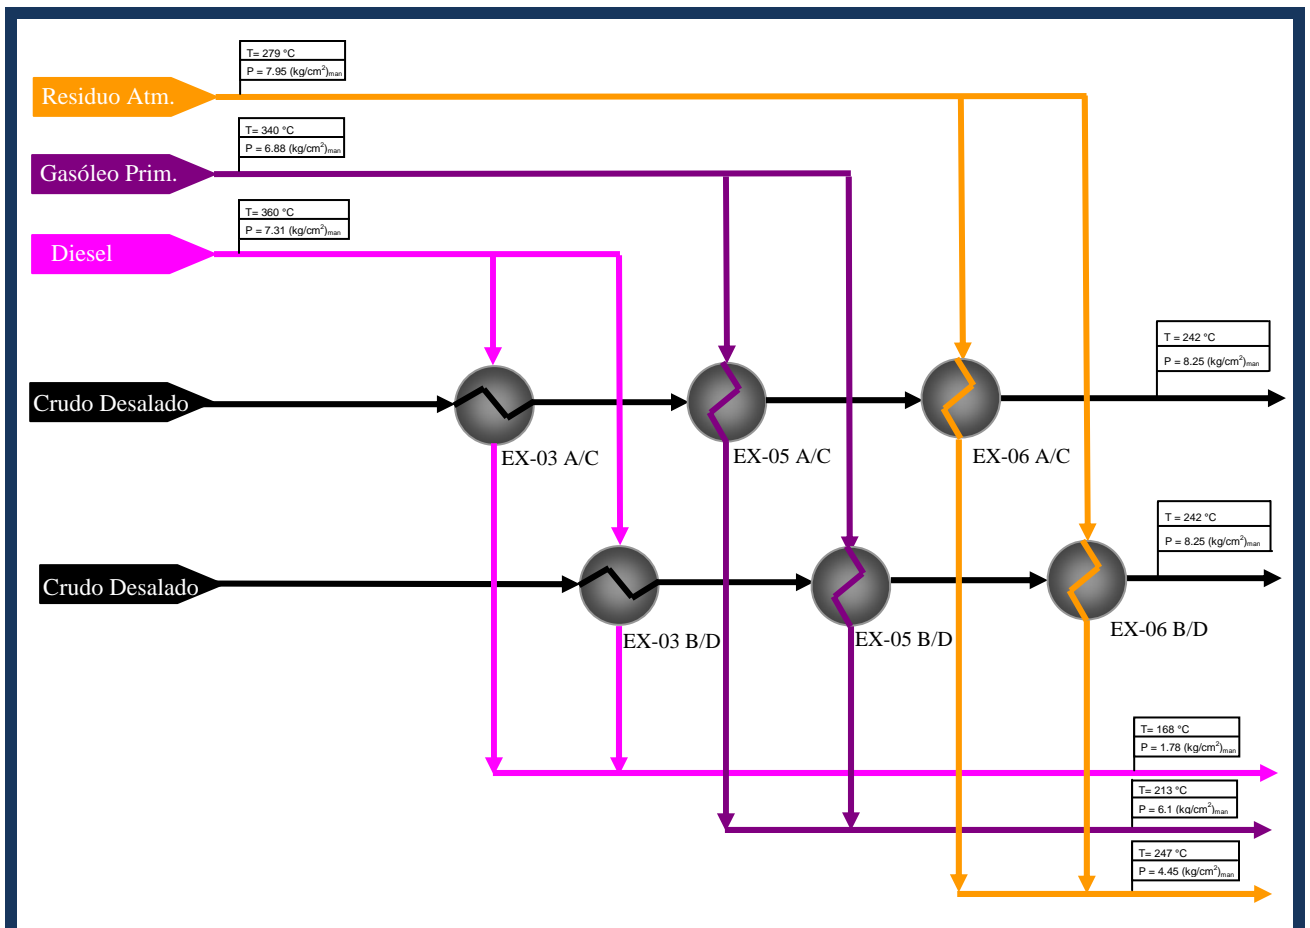 T= 279 °C
P = 7.95 (kg/cm²)man
Residuo Atm.
T= 340 °C
P = 6.88 (kg/cm²)man
Gasóleo Prim.
T= 360 °C
P = 7.31 (kg/cm²)man
Diesel
T = 242 °C
P = 8.25 (kg/cm²)man
Crudo Desalado
EX-03 A/C
EX-05 A/C
EX-06 A/C
T = 242 °C
P = 8.25 (kg/cm²)man
Crudo Desalado
EX-03 B/D
EX-05 B/D
EX-06 B/D
T= 168 °C
P = 1.78 (kg/cm²)man
T= 213 °C
P = 6.1 (kg/cm²)man
T= 247 °C
P = 4.45 (kg/cm²)man